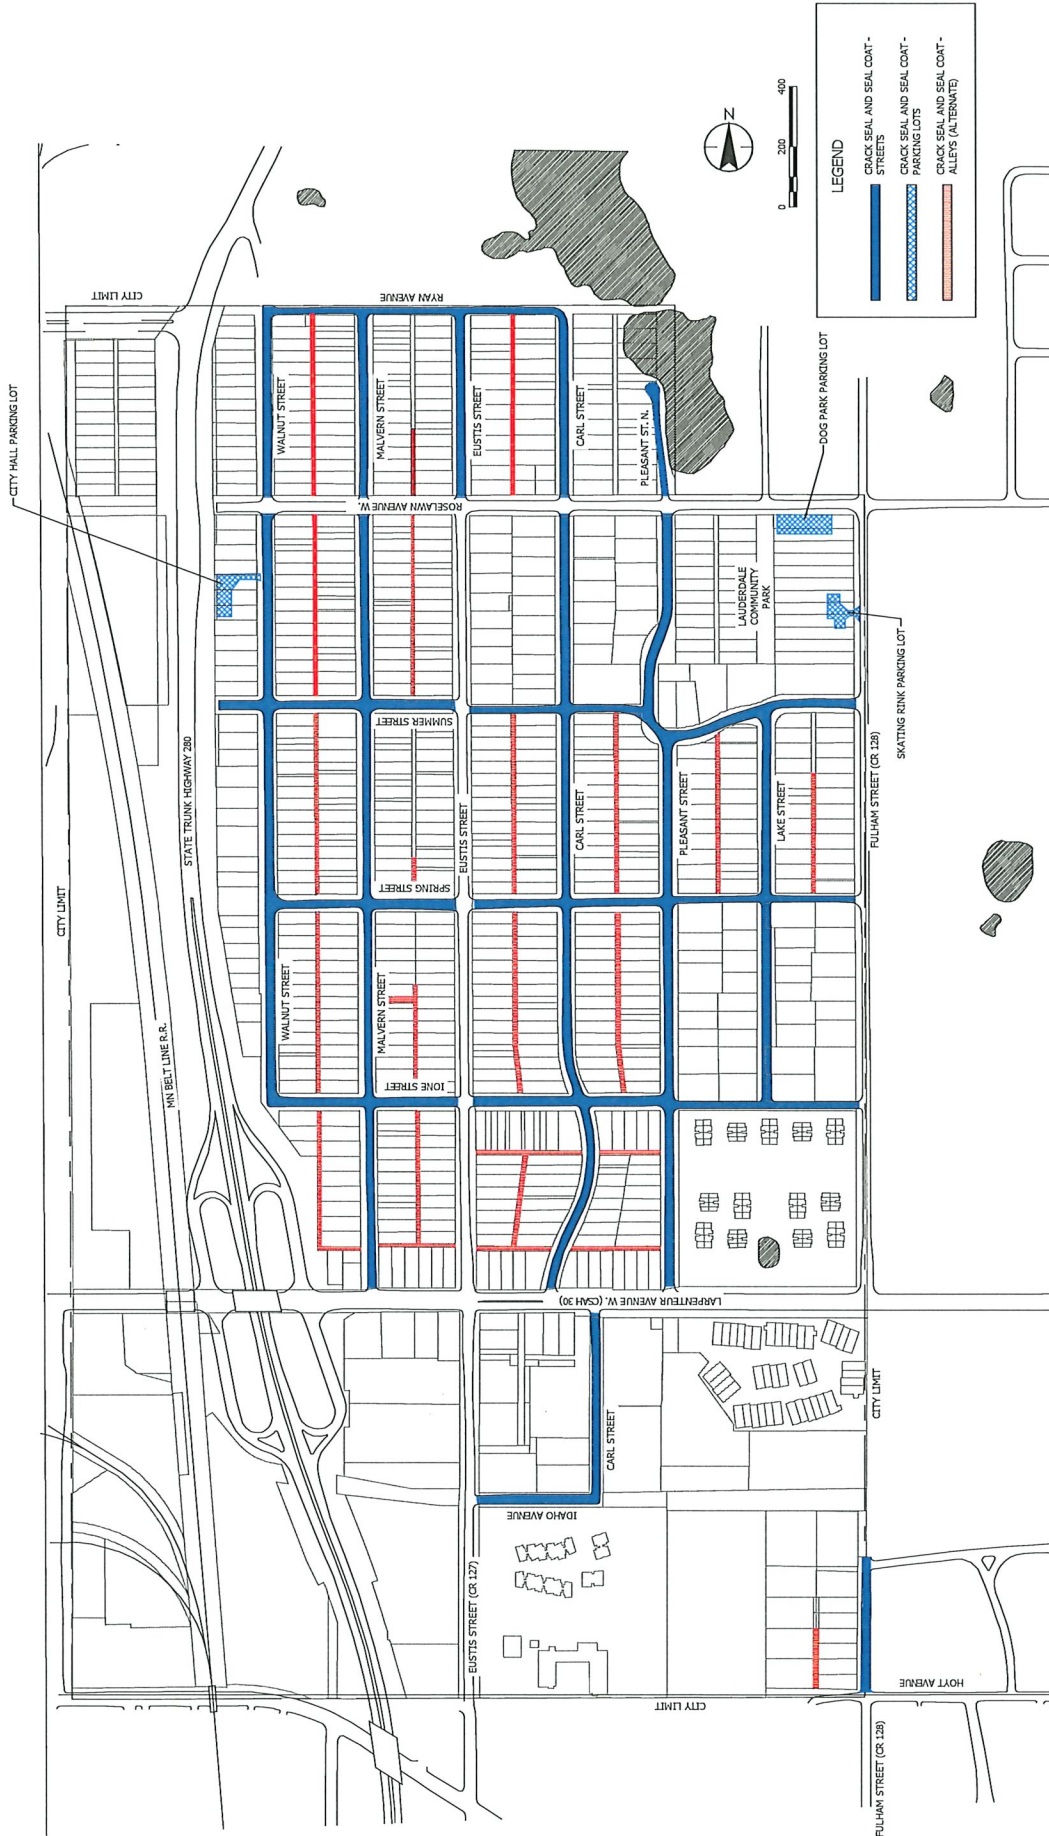 CITY HALL PARKING LOT
CITY LIMIT
RYAN AVENUE
CITY LIMIT
STATE TRUNK HIGHWAY 280
MN BELT LINE R.R.
WALNUT STREET
MALVERN STREET
EUSTIS STREET
CARL STREET
PLEASANT ST. N.
ROSELAWN AVENUE W.
DOG PARK PARKING LOT
LAUDERDALE
COMMUNITY
PARK
SKATING RINK PARKING LOT
SUMMER STREET
EUSTIS STREET
CARL STREET
PLEASANT STREET
LAKE STREET
FULHAM STREET (CR 128)
SPRING STREET
WALNUT STREET
MALVERN STREET
IONE STREET
LARPENTEUR AVENUE W. (CSAH 30)
CARL STREET
CITY LIMIT
IDAHO AVENUE
EUSTIS STREET (CR 127)
HOYT AVENUE
CITY LIMIT
FULHAM STREET (CR 128)
N
0
200
400
LEGEND
CRACK SEAL AND SEAL COAT -
STREETS
CRACK SEAL AND SEAL COAT -
PARKING LOTS
CRACK SEAL AND SEAL COAT -
ALLEYS (ALTERNATE)